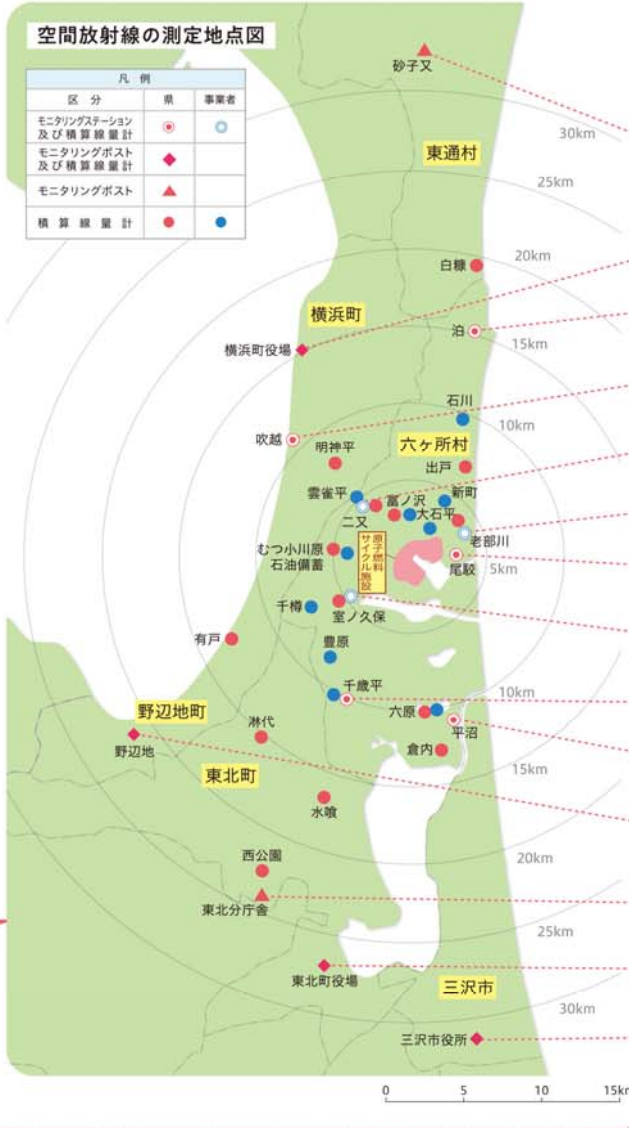 空間放射線の測定地点図
凡例
区分 県 事業者
モニタリングステーション
及び積算線量計
モニタリングポスト
及び積算線量計
モニタリングポスト
積算線量計
砂子又
30km
東通村
25km
20km
白糠
横浜町
泊
15km
横浜町役場
石川
10km
吹越
六ヶ所村
明神平
出戸
雲雀平
新町
富ノ沢
大石平
二又
老部川
むつ小川原
石油備蓄
原子燃料
サイクル施設
尾駮
5km
千樽
室ノ久保
有戸
豊原
千歳平
10km
野辺地町
六原
淋代
平沼
野辺地
倉内
東北町
15km
水喰
西公園
20km
東北分庁舎
25km
東北町役場
三沢市
30km
三沢市役所
0 5 10 15km